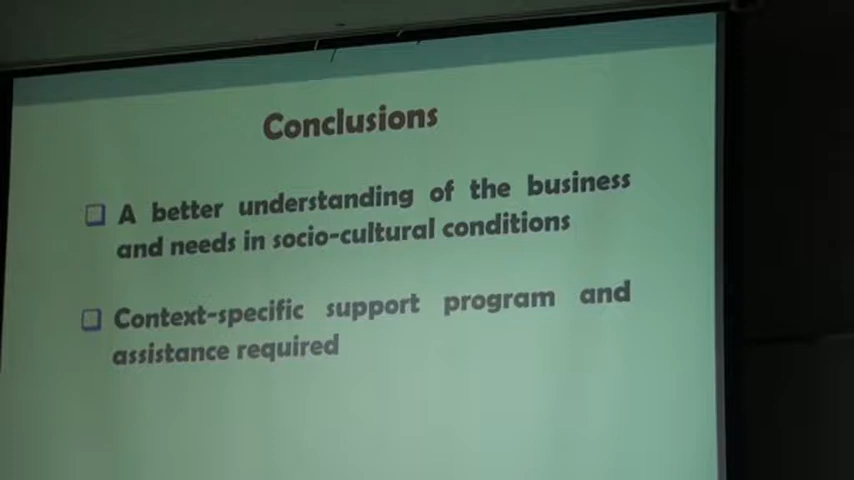 Conclusions
A better understanding of the business
and needs in socio-cultural conditions
Context-specific support program and
assistance required